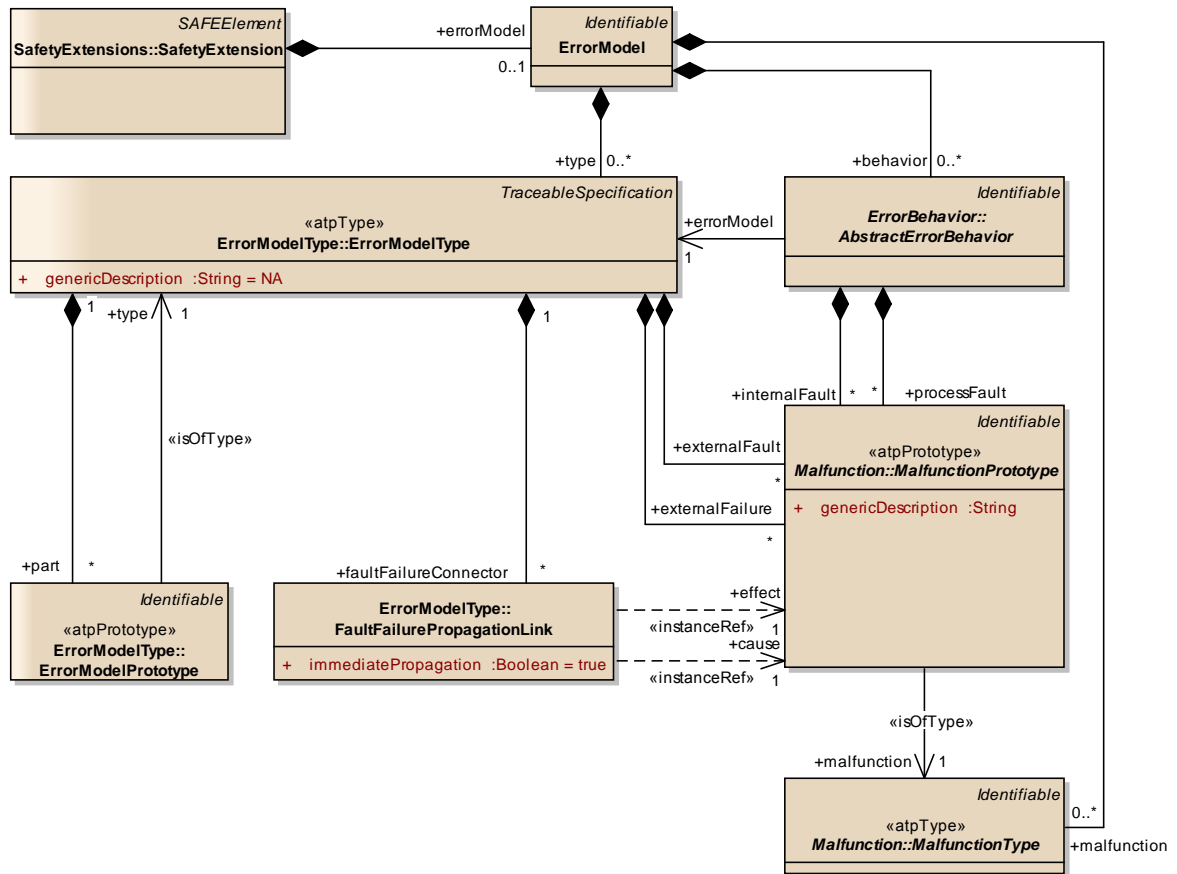 SAFEElement
SafetyExtensions::SafetyExtension
+errorModel
0..1
Identifiable
ErrorModel
+type 0..*
+behavior 0..*
TraceableSpecification
«atpType»
ErrorModelType::ErrorModelType
+ genericDescription :String = NA
+errorModel
1
Identifiable
ErrorBehavior::
AbstractErrorBehavior
1
+type 1
1
«isOfType»
+internalFault *
* +processFault
+externalFault
*
+externalFailure
*
Identifiable
«atpPrototype»
Malfunction::MalfunctionPrototype
+ genericDescription :String
+part *
+faultFailureConnector *
Identifiable
«atpPrototype»
ErrorModelType::
ErrorModelPrototype
ErrorModelType::
FaultFailurePropagationLink
+ immediatePropagation :Boolean = true
+effect
«instanceRef» 1
+cause
«instanceRef» 1
«isOfType»
+malfunction 1
Identifiable
«atpType»
Malfunction::MalfunctionType
0..*
+malfunction